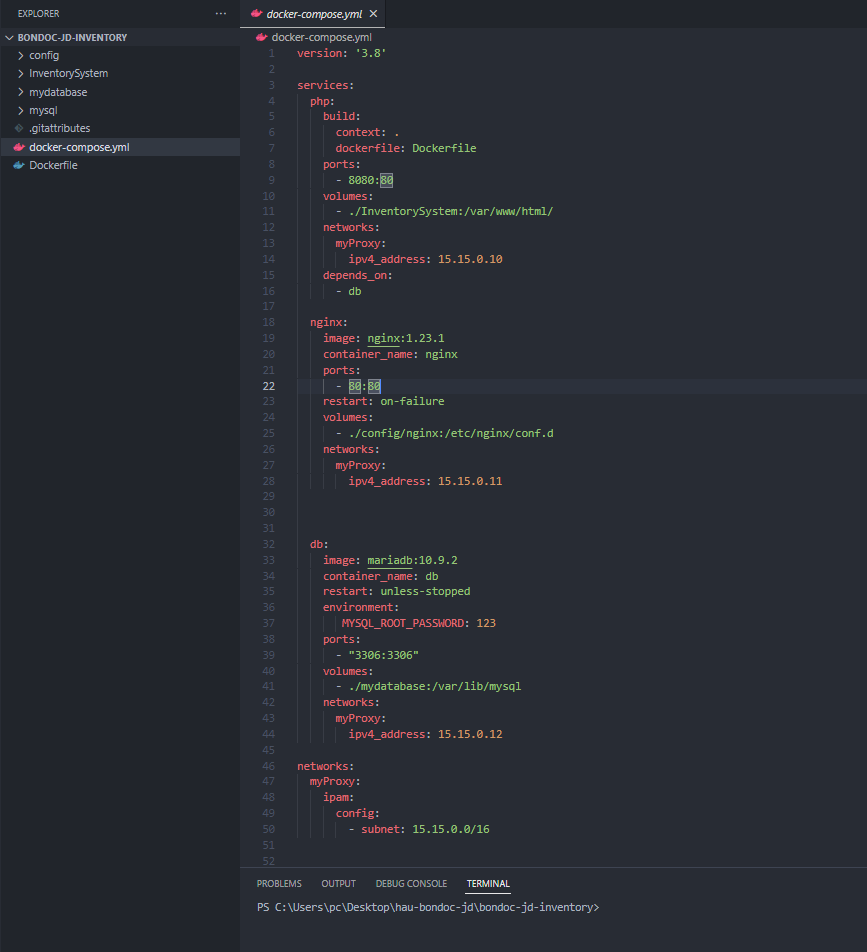 EXPLORER
···
BONDOC-JD-INVENTORY
config
InventorySystem
mydatabase
mysql
.gitattributes
docker-compose.yml
Dockerfile
docker-compose.yml
docker-compose.yml
1 version: '3.8'
2
3 services:
4   php:
5     build:
6       context: .
7       dockerfile: Dockerfile
8     ports:
9       - 8080:80
10     volumes:
11       - ./InventorySystem:/var/www/html/
12     networks:
13       myProxy:
14         ipv4_address: 15.15.0.10
15     depends_on:
16       - db
17
18   nginx:
19     image: nginx:1.23.1
20     container_name: nginx
21     ports:
22       - 80:80
23     restart: on-failure
24     volumes:
25       - ./config/nginx:/etc/nginx/conf.d
26     networks:
27       myProxy:
28         ipv4_address: 15.15.0.11
29
30
31
32   db:
33     image: mariadb:10.9.2
34     container_name: db
35     restart: unless-stopped
36     environment:
37        MYSQL_ROOT_PASSWORD: 123
38     ports:
39       - "3306:3306"
40     volumes:
41       - ./mydatabase:/var/lib/mysql
42     networks:
43       myProxy:
44         ipv4_address: 15.15.0.12
45
46 networks:
47   myProxy:
48     ipam:
49       config:
50         - subnet: 15.15.0.0/16
51
52
PROBLEMS OUTPUT DEBUG CONSOLE TERMINAL
PS C:\Users\pc\Desktop\hau-bondoc-jd\bondoc-jd-inventory>